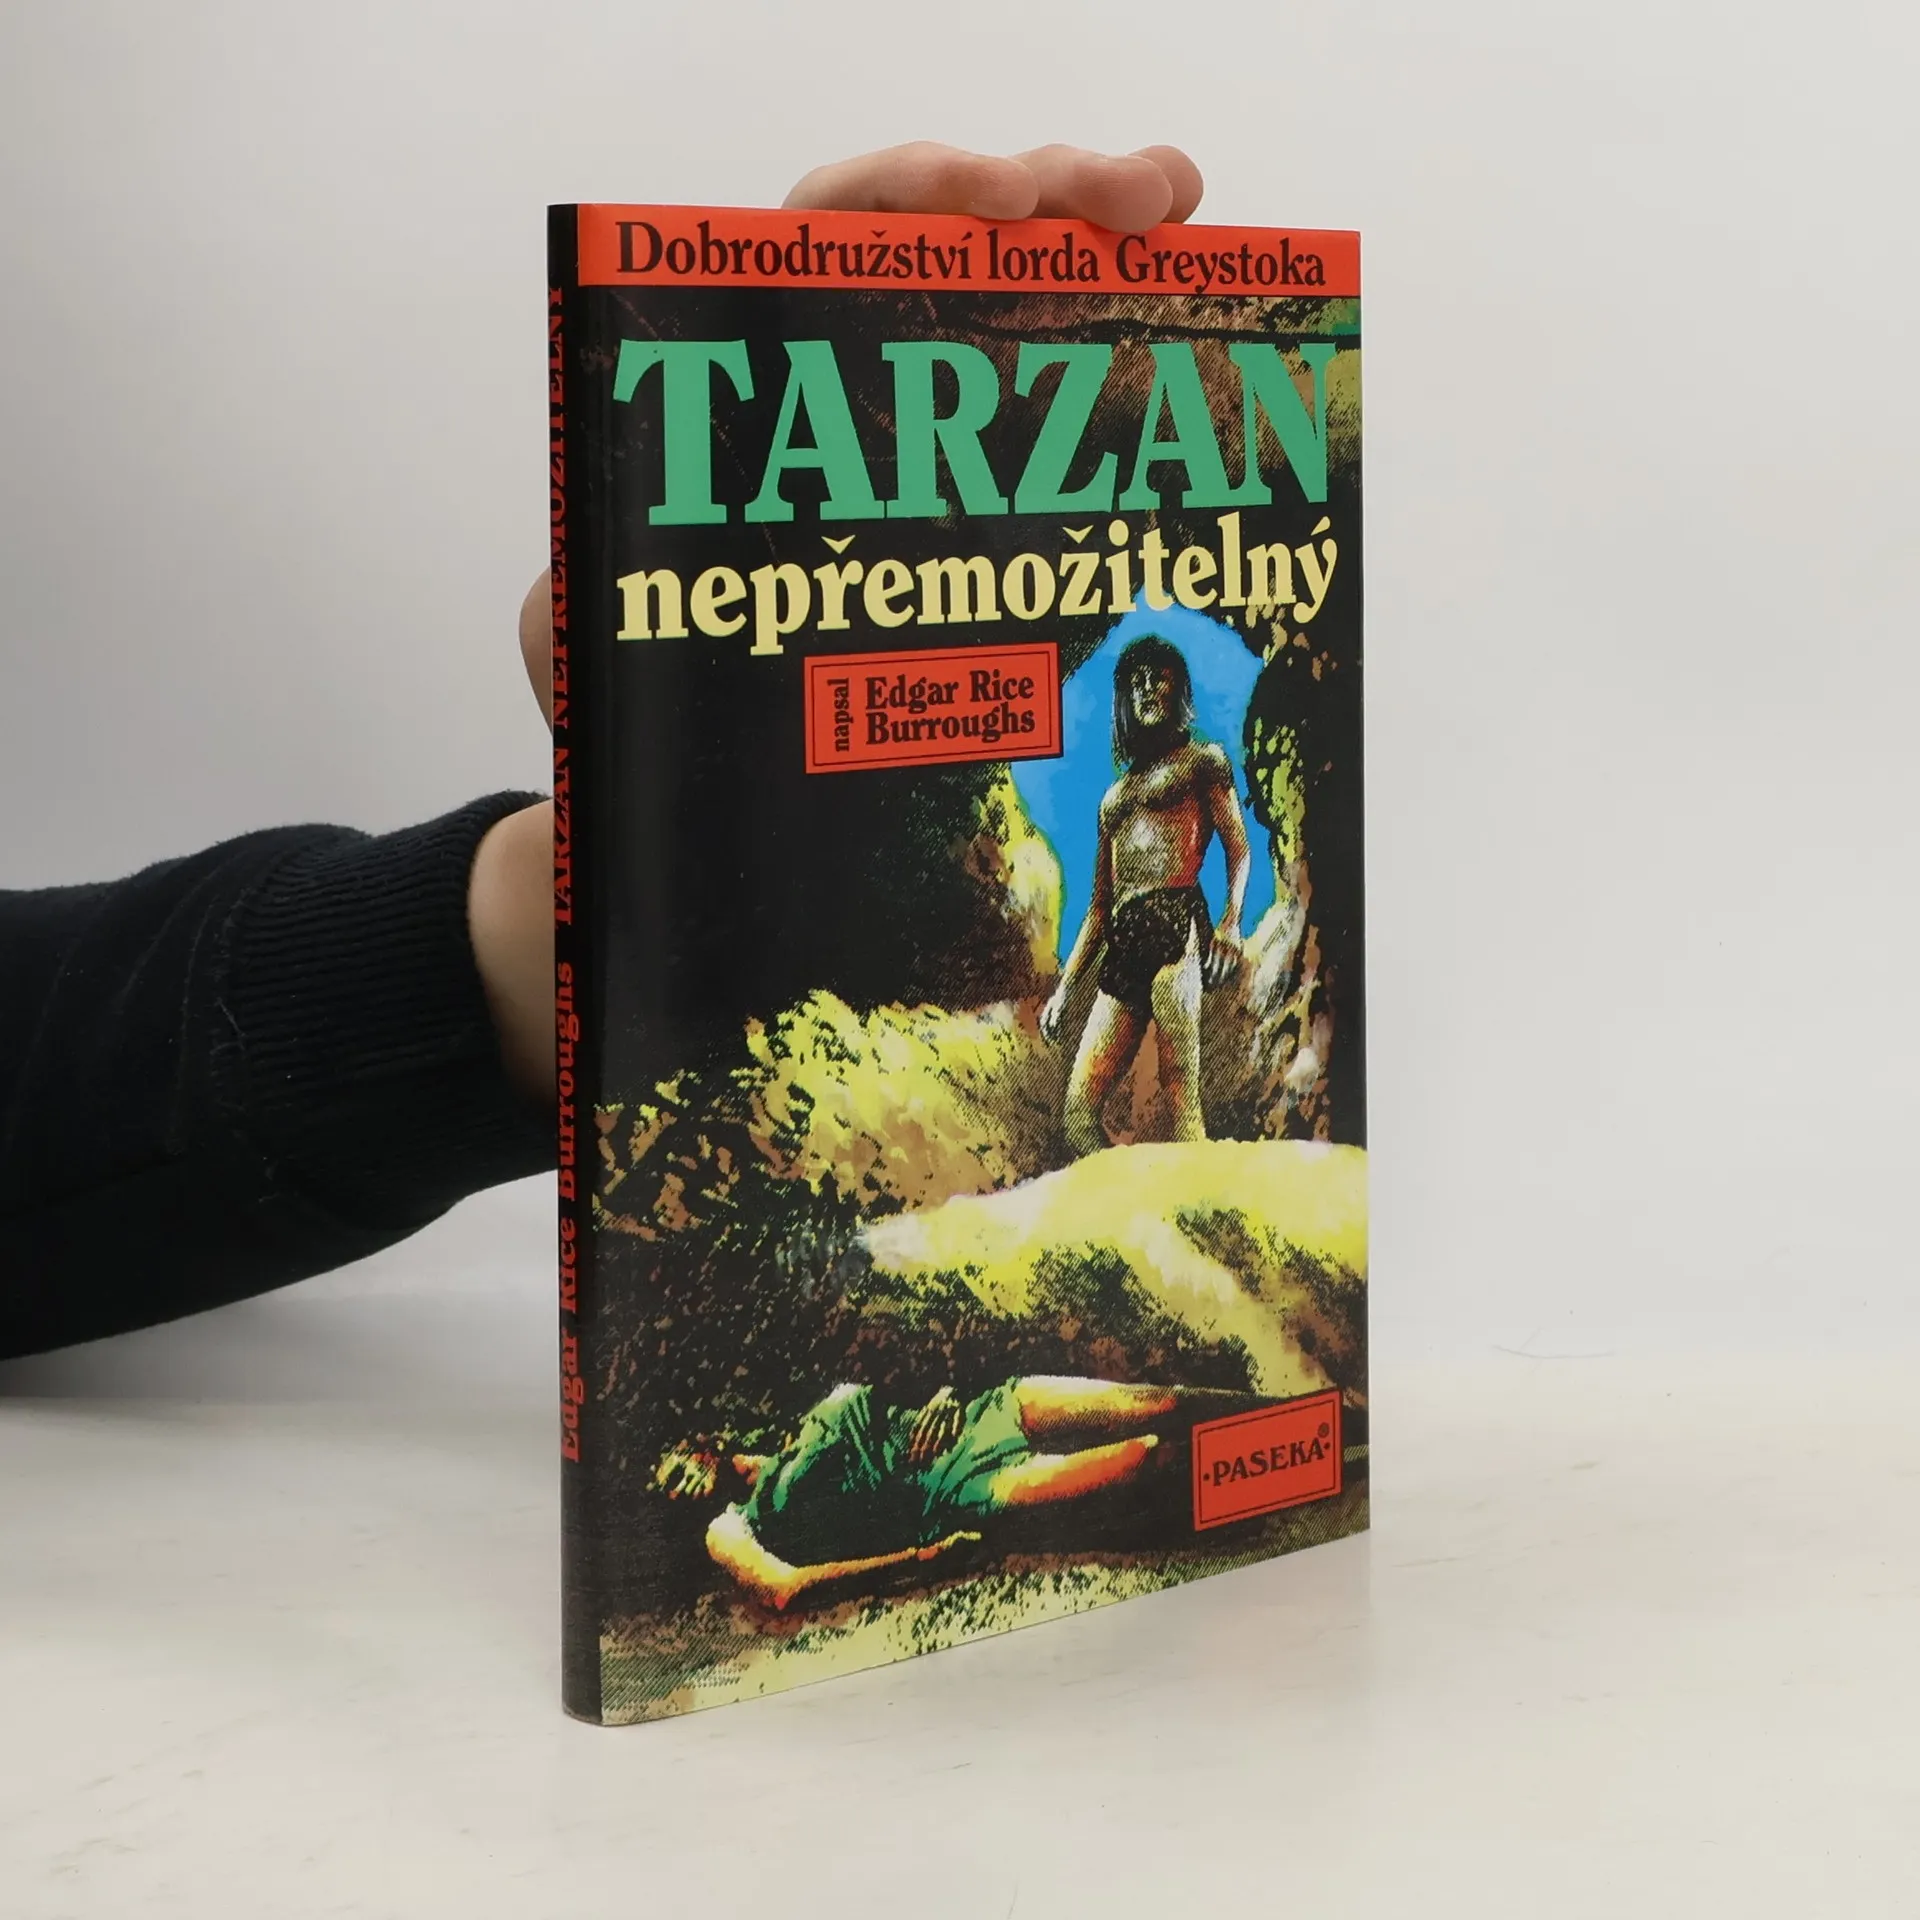 Dobrodružství lorda Greystoka
TARZAN
nepřemožitelný
napsal
Edgar Rice
Burroughs
PASEKA®
Edgar Rice Burroughs TARZAN NEPŘEMOŽITELNÝ